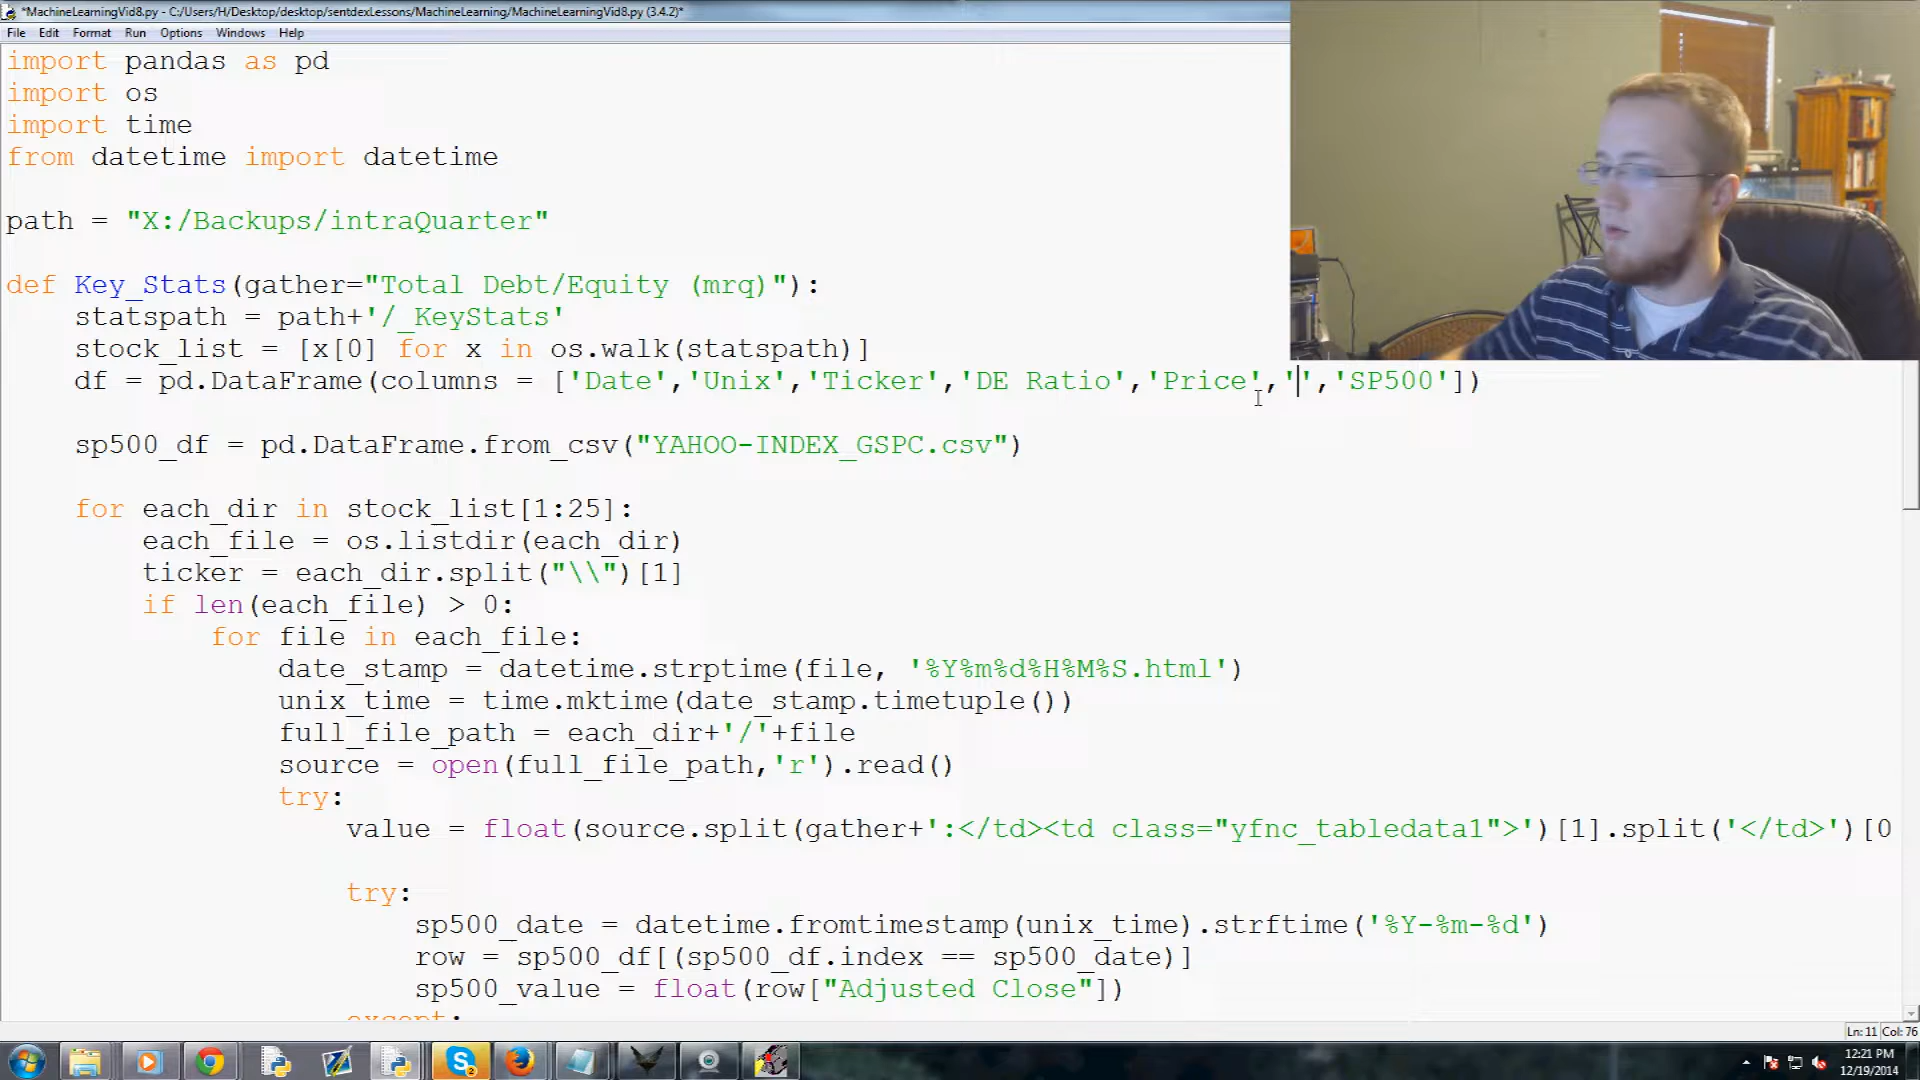 *MachineLearningVid8.py - C:/Users/H/Desktop/desktop/sentdexLessons/MachineLearning/MachineLearningVid8.py (3.4.2)*
File Edit Format Run Options Windows Help
import pandas as pd
import os
import time
from datetime import datetime
path = "X:/Backups/intraQuarter"
def Key_Stats(gather="Total Debt/Equity (mrq)"):
statspath = path+'/_KeyStats'
stock_list = [x[0] for x in os.walk(statspath)]
df = pd.DataFrame(columns = ['Date','Unix','Ticker','DE Ratio','Price','','SP500'])
sp500_df = pd.DataFrame.from_csv("YAHOO-INDEX_GSPC.csv")
for each_dir in stock_list[1:25]:
each_file = os.listdir(each_dir)
ticker = each_dir.split("\\")[1]
if len(each_file) > 0:
for file in each_file:
date_stamp = datetime.strptime(file, '%Y%m%d%H%M%S.html')
unix_time = time.mktime(date_stamp.timetuple())
full_file_path = each_dir+'/'+file
source = open(full_file_path,'r').read()
try:
value = float(source.split(gather+':</td><td class="yfnc_tabledata1">')[1].split('</td>')[0
try:
sp500_date = datetime.fromtimestamp(unix_time).strftime('%Y-%m-%d')
row = sp500_df[(sp500_df.index == sp500_date)]
sp500_value = float(row["Adjusted Close"])
except:
Ln: 11 Col: 76
12:21 PM
12/19/2014